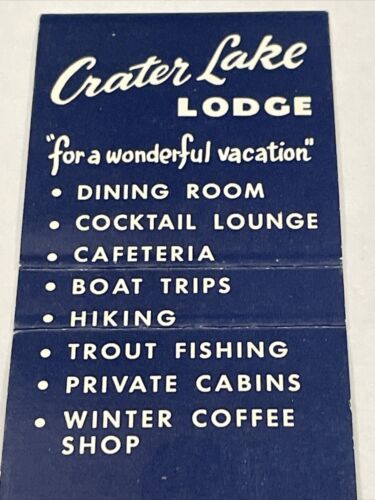 Crater Lake
LODGE
"for a wonderful vacation"
• DINING ROOM
• COCKTAIL LOUNGE
• CAFETERIA
• BOAT TRIPS
• HIKING
• TROUT FISHING
• PRIVATE CABINS
• WINTER COFFEE
SHOP